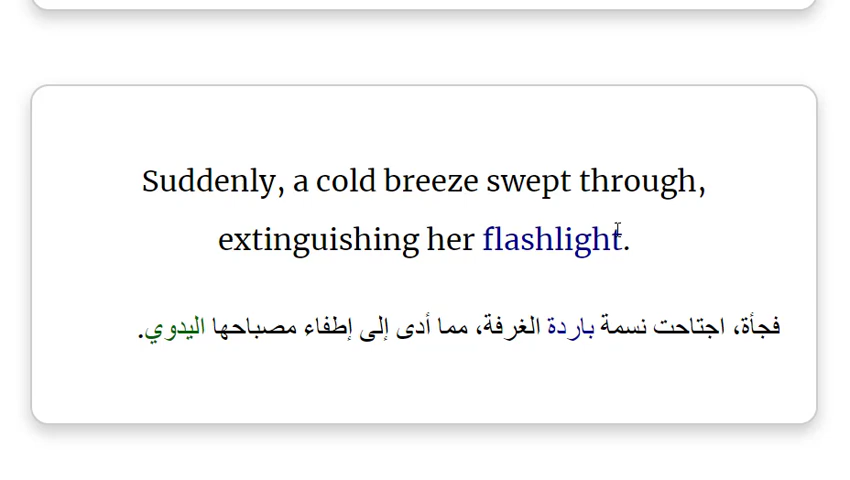 Suddenly, a cold breeze swept through,
extinguishing her flashlight.
فجأة، اجتاحت نسمة باردة الغرفة، مما أدى إلى إطفاء مصباحها اليدوي.